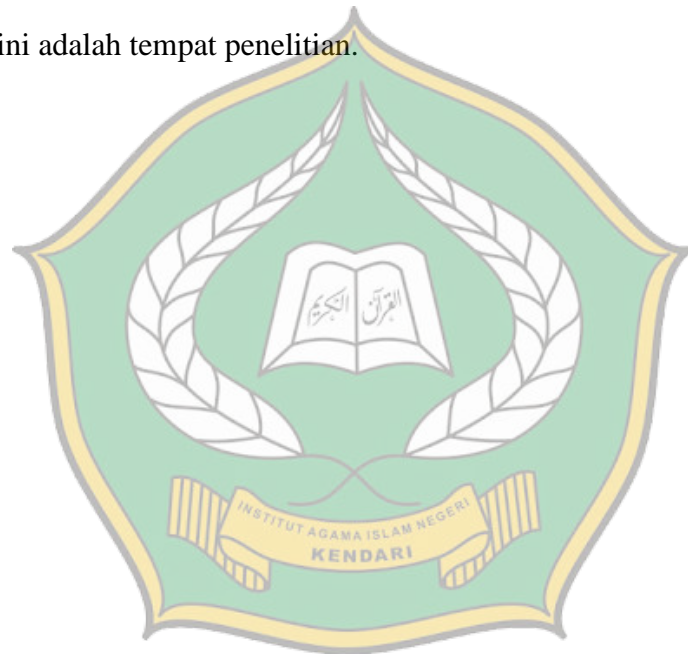 ini adalah tempat penelitian.
القرآن الكريم
INSTITUT AGAMA ISLAM NEGERI
KENDARI